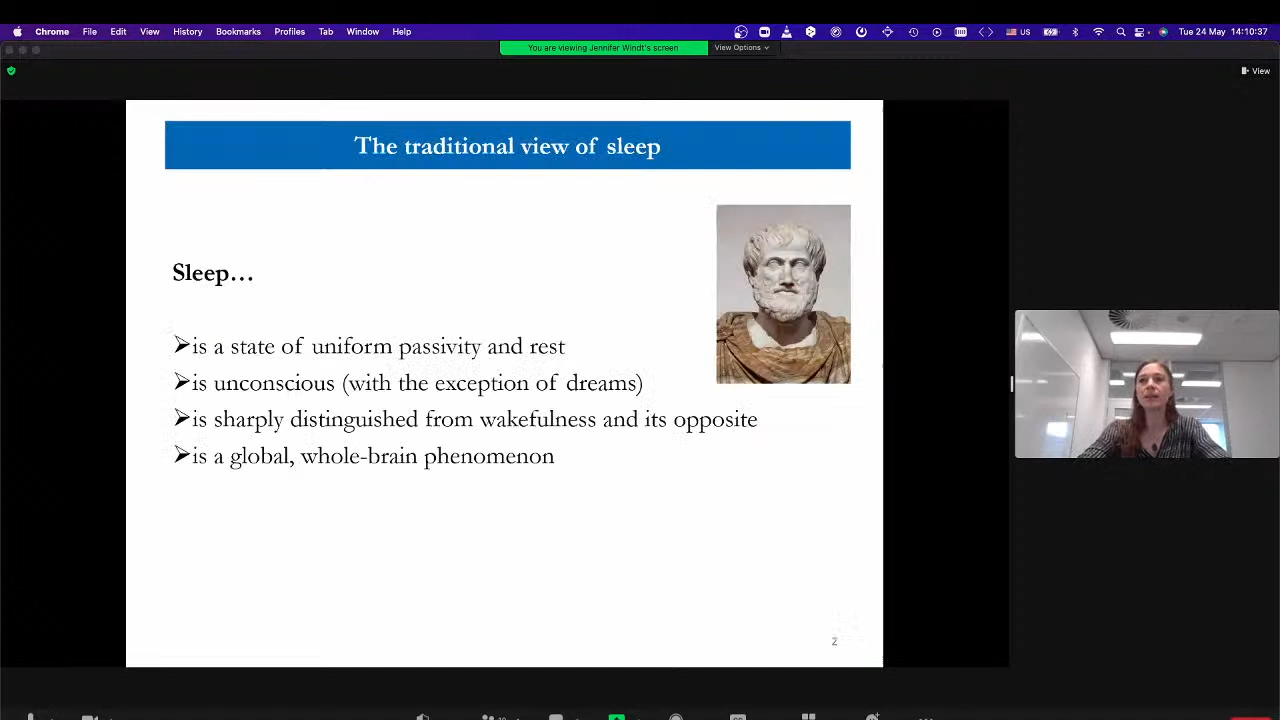 Chrome File Edit View History Bookmarks Profiles Tab Window Help US Tue 24 May 14:10:37
You are viewing Jennifer Windt's screen View Options
View
The traditional view of sleep
Sleep…
is a state of uniform passivity and rest
is unconscious (with the exception of dreams)
is sharply distinguished from wakefulness and its opposite
is a global, whole-brain phenomenon
2